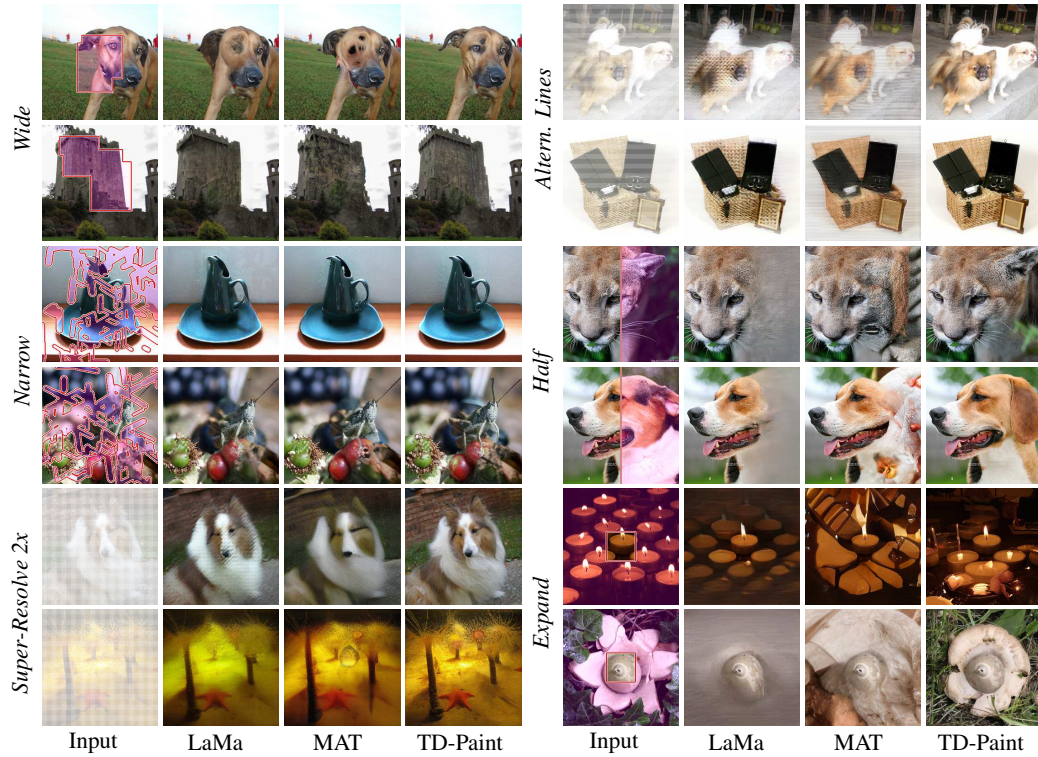 Wide
Narrow
Super-Resolve 2x
Input
LaMa
MAT
TD-Paint
Altern. Lines
Half
Expand
Input
LaMa
MAT
TD-Paint